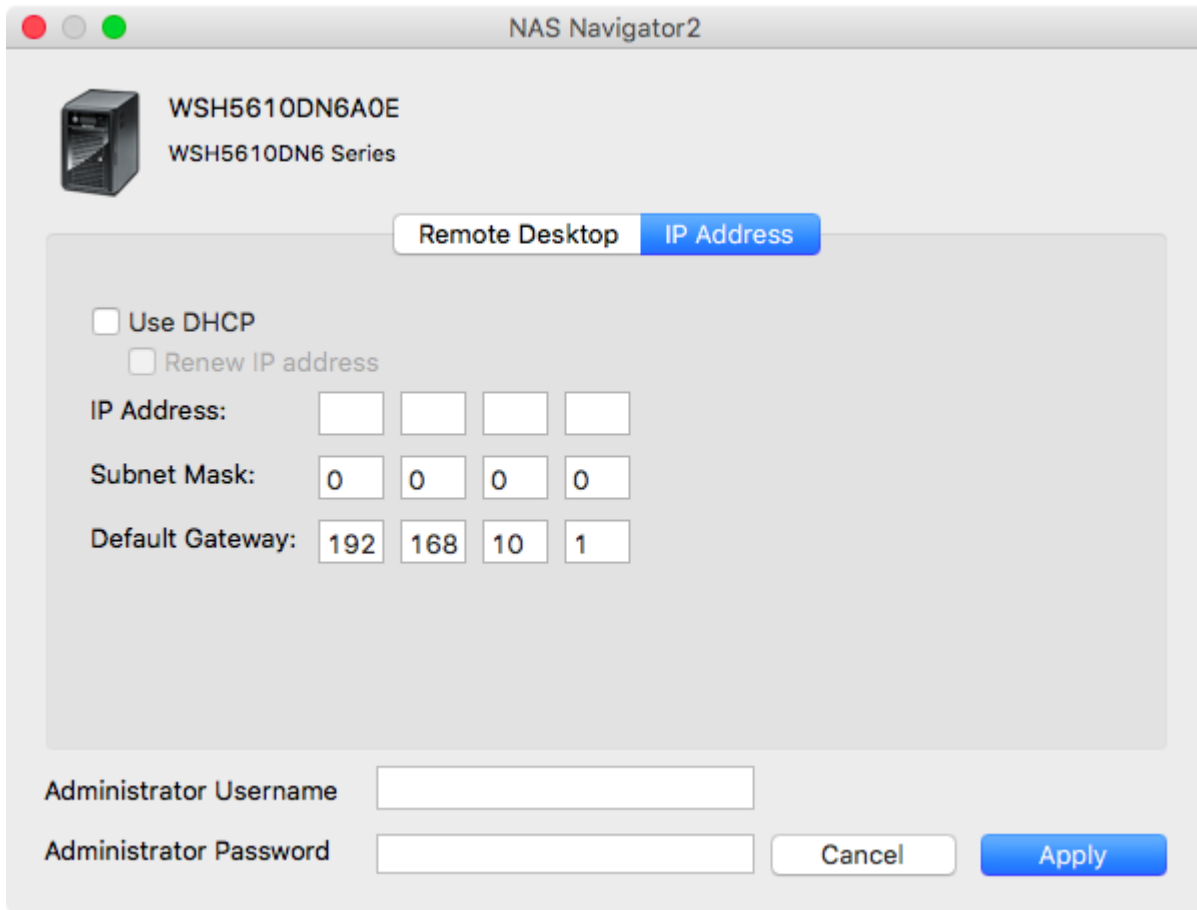 NAS Navigator2
WSH5610DN6A0E
WSH5610DN6 Series
Remote Desktop IP Address
Use DHCP
Renew IP address
IP Address:
Subnet Mask: 0 0 0 0
Default Gateway: 192 168 10 1
Administrator Username
Administrator Password Cancel Apply